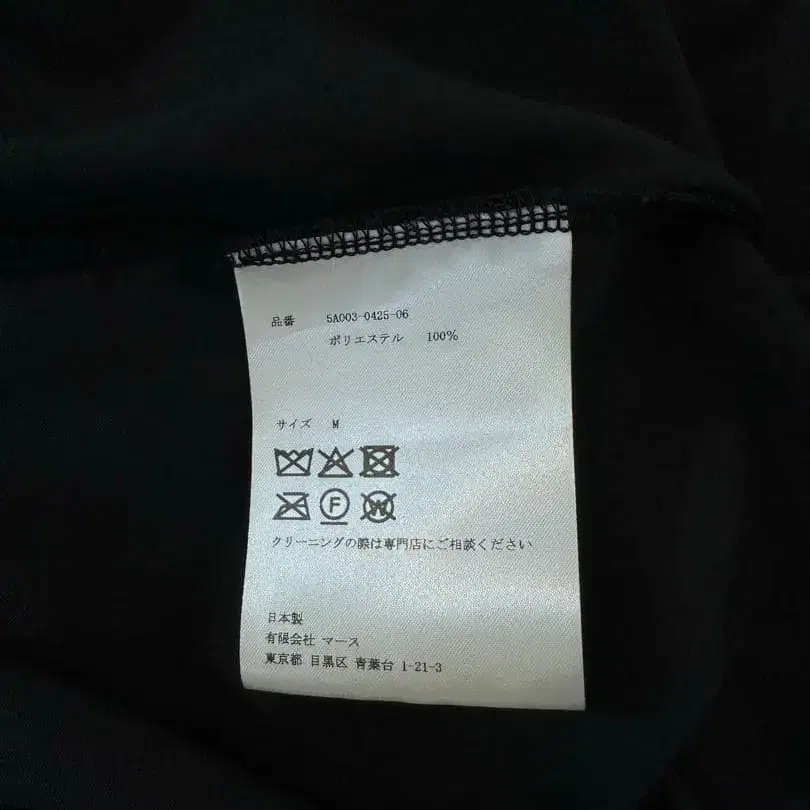 品番 5A003-0425-06
ポリエステル 100%
サイズ M
F W
クリーニングの際は専門店にご相談ください
日本製
有限会社 マース
東京都 目黒区 青葉台 1-21-3